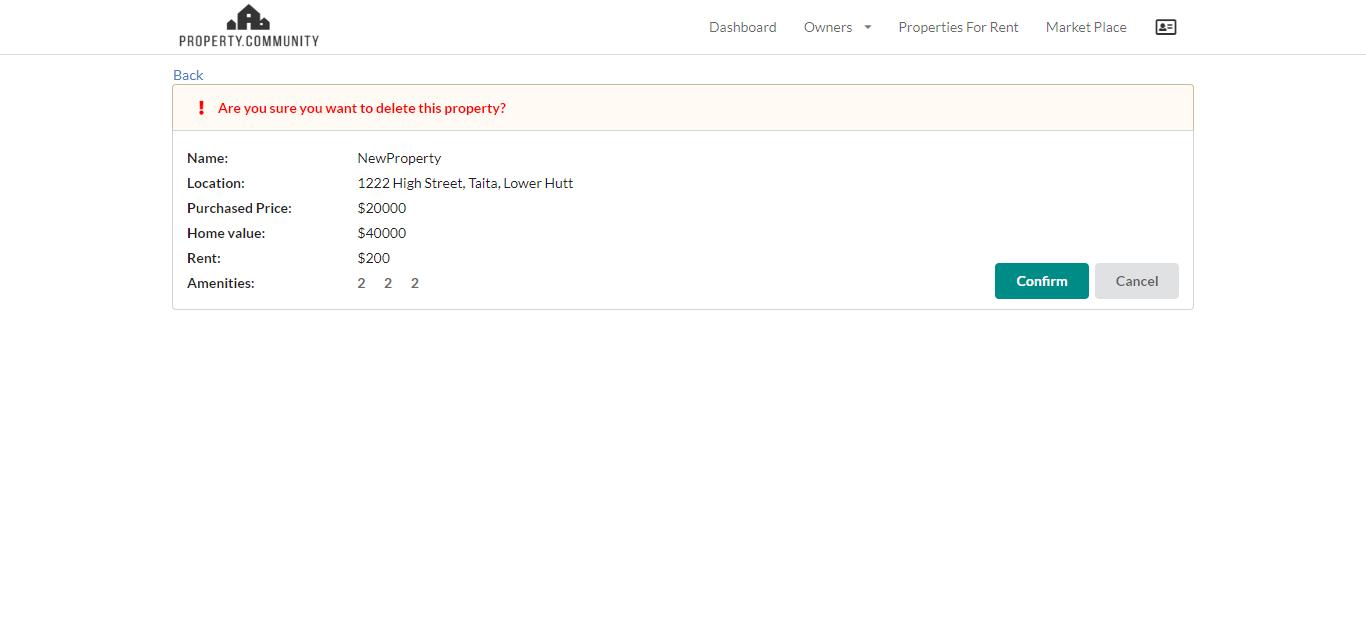 PROPERTY.COMMUNITY
Dashboard Owners Properties For Rent Market Place
Back
Are you sure you want to delete this property?
Name: NewProperty
Location: 1222 High Street, Taita, Lower Hutt
Purchased Price: $20000
Home value: $40000
Rent: $200
Amenities: 2 2 2
Confirm Cancel